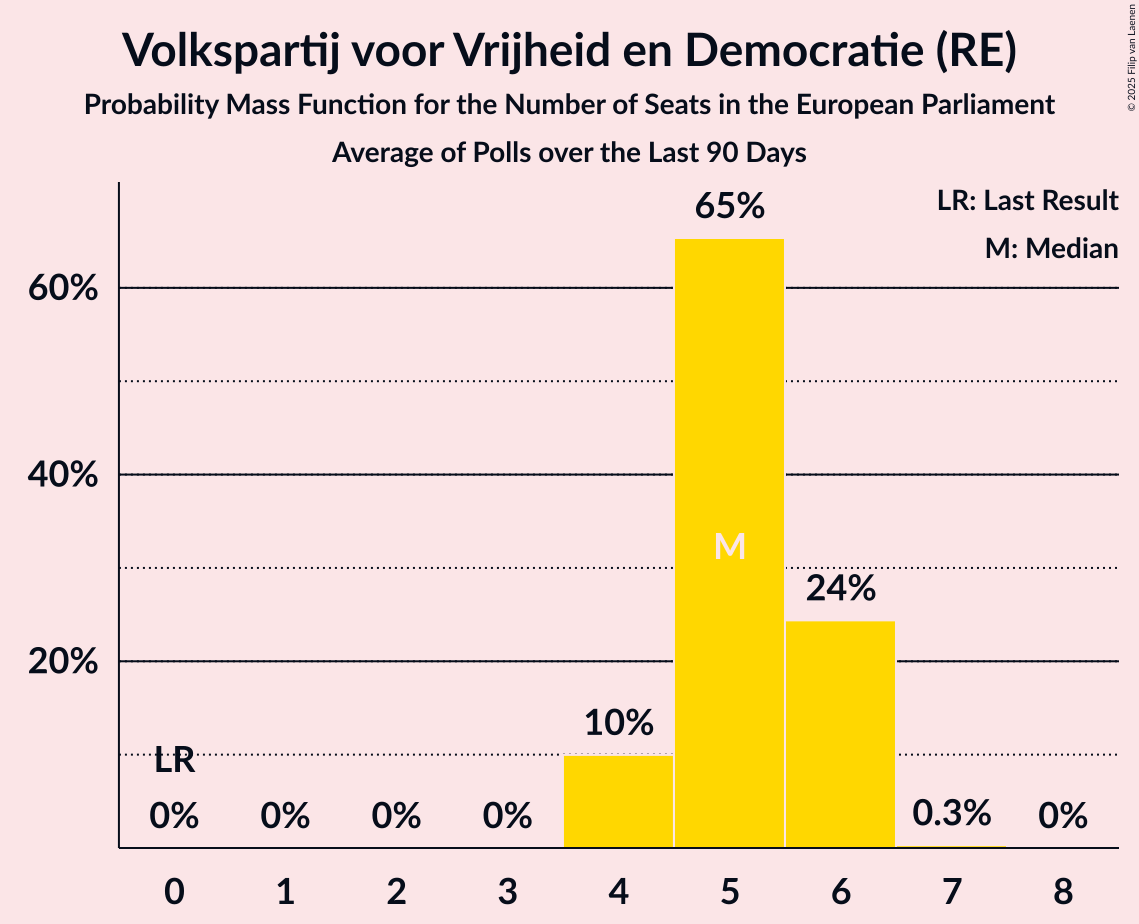 Volkspartij voor Vrijheid en Democratie (RE)
Probability Mass Function for the Number of Seats in the European Parliament
Average of Polls over the Last 90 Days
© 2025 Filip van Laenen
LR: Last Result
M: Median
65%
60%
40%
M
24%
20%
10%
LR
0% 0% 0% 0% 0.3% 0%
0 1 2 3 4 5 6 7 8